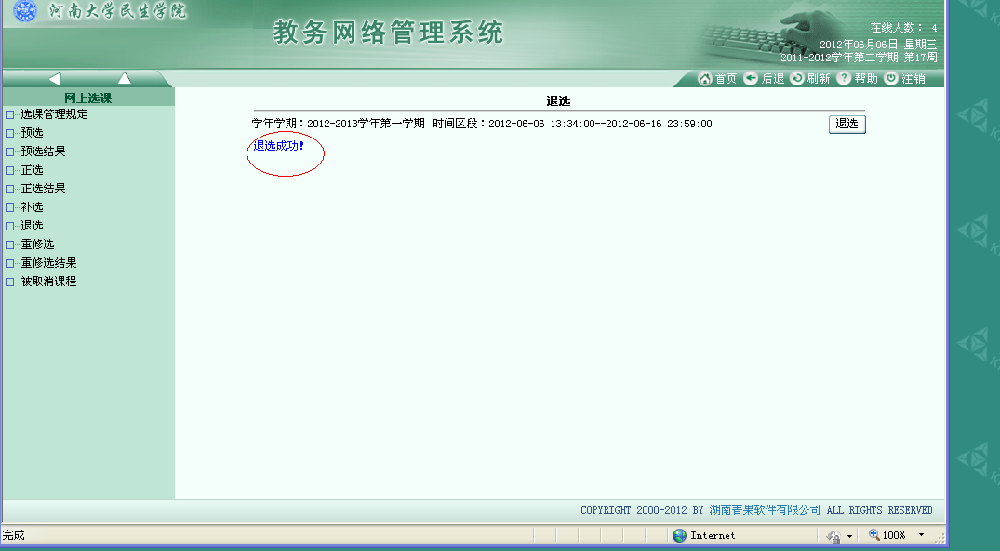 河南大学民生学院
教务网络管理系统
在线人数： 4
2012年06月06日 星期三
2011-2012学年第二学期 第17周
首页 后退 刷新 帮助 注销
网上选课
选课管理规定
预选
预选结果
正选
正选结果
补选
退选
重修选
重修选结果
被取消课程
退选
学年学期：2012-2013学年第一学期 时间区段：2012-06-06 13:34:00--2012-06-16 23:59:00
退选
退选成功！
COPYRIGHT 2000-2012 BY 湖南青果软件有限公司 ALL RIGHTS RESERVED
完成
Internet
100%